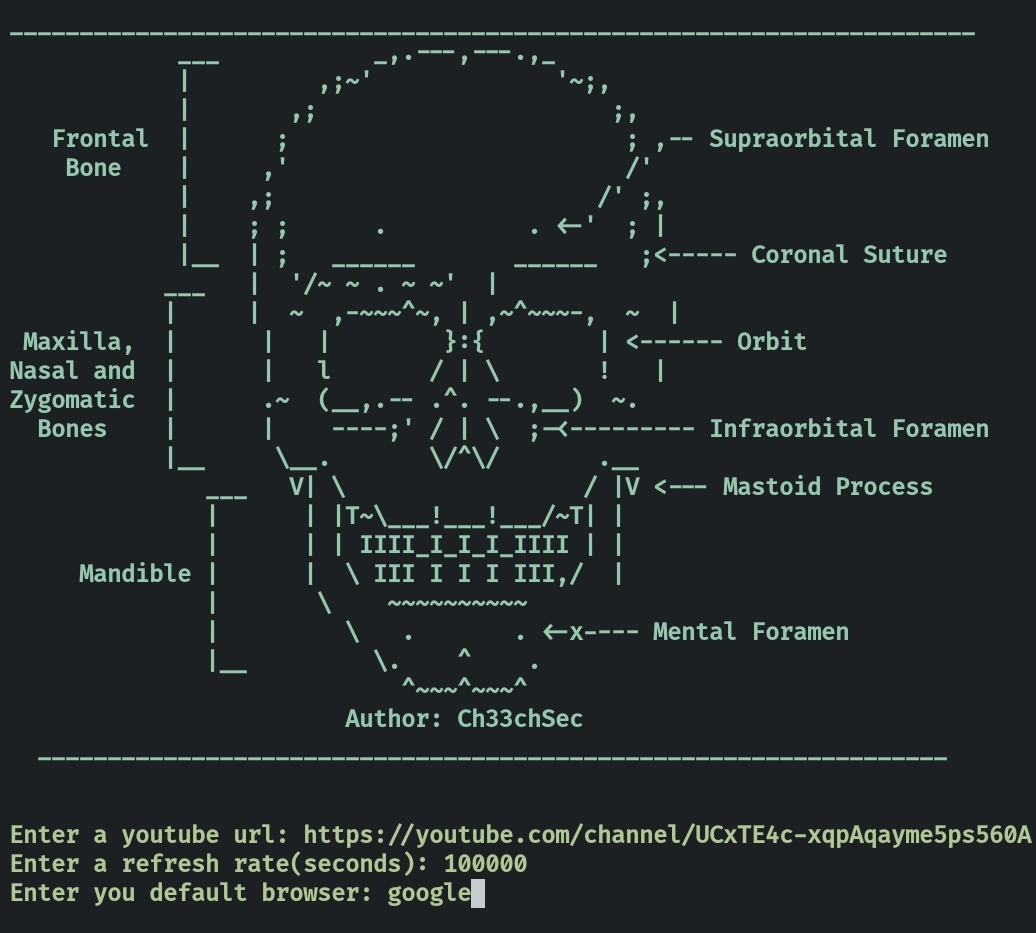 Frontal
Bone
Supraorbital Foramen
Coronal Suture
Maxilla,
Nasal and
Zygomatic
Bones
Orbit
Infraorbital Foramen
Mastoid Process
Mandible
Mental Foramen
Author: Ch33chSec
Enter a youtube url: https://youtube.com/channel/UCxTE4c-xqpAqayme5ps560A
Enter a refresh rate(seconds): 100000
Enter you default browser: google